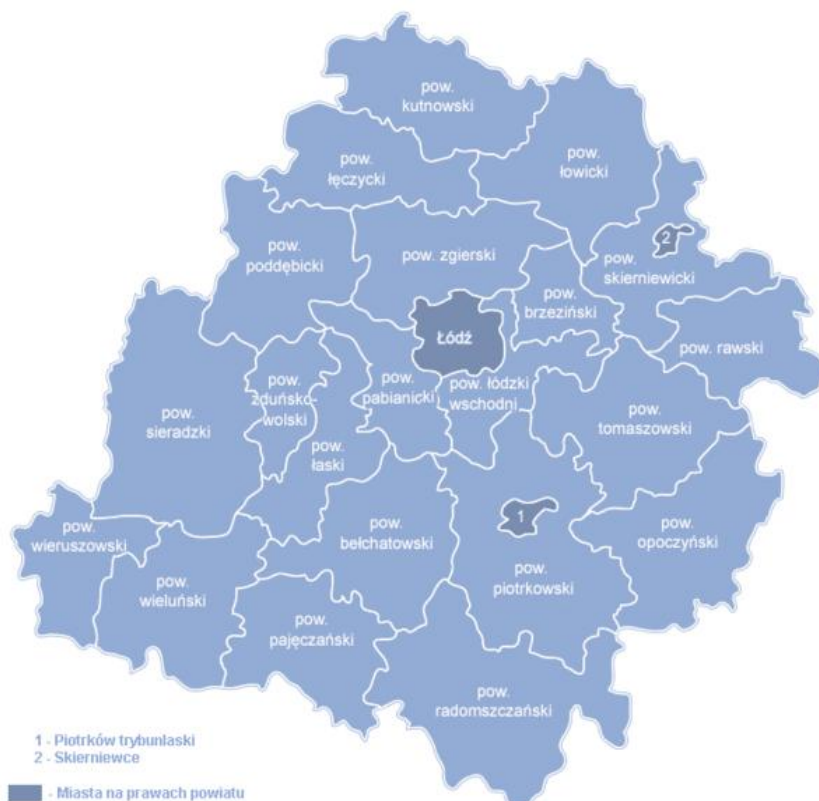 pow.
kutnowski
pow.
łęczycki
pow.
łowicki
pow.
poddębicki
pow. zgierski
2
pow.
skierniewicki
pow.
brzeziński
Łódź
pow. rawski
pow.
sieradzki
pow.
zduńsko-
wolski
pow.
pabianicki
pow. łódzki
wschodni
pow.
tomaszowski
pow.
łaski
pow.
wieruszowski
pow.
bełchatowski
1
pow.
opoczyński
pow.
wieluński
pow.
piotrkowski
pow.
pajęczański
pow.
radomszczański
1 - Piotrków trybunlaski
2 - Skierniewce
- Miasta na prawach powiatu